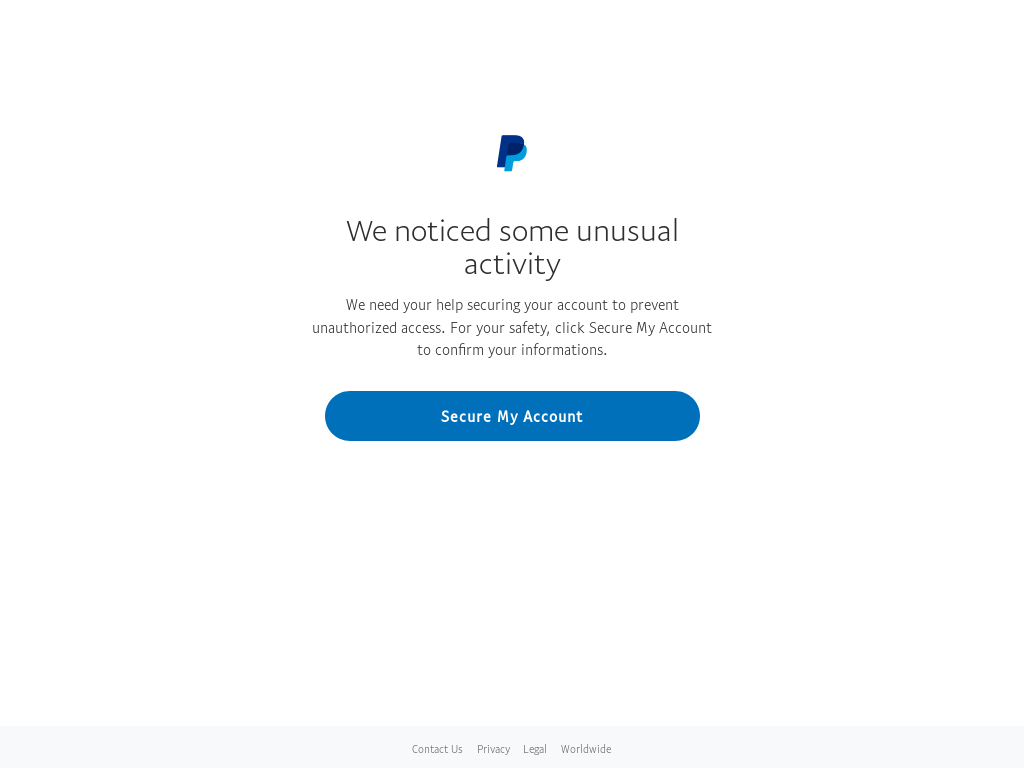 We noticed some unusual
activity
We need your help securing your account to prevent
unauthorized access. For your safety, click Secure My Account
to confirm your informations.
Secure My Account
Contact Us Privacy Legal Worldwide